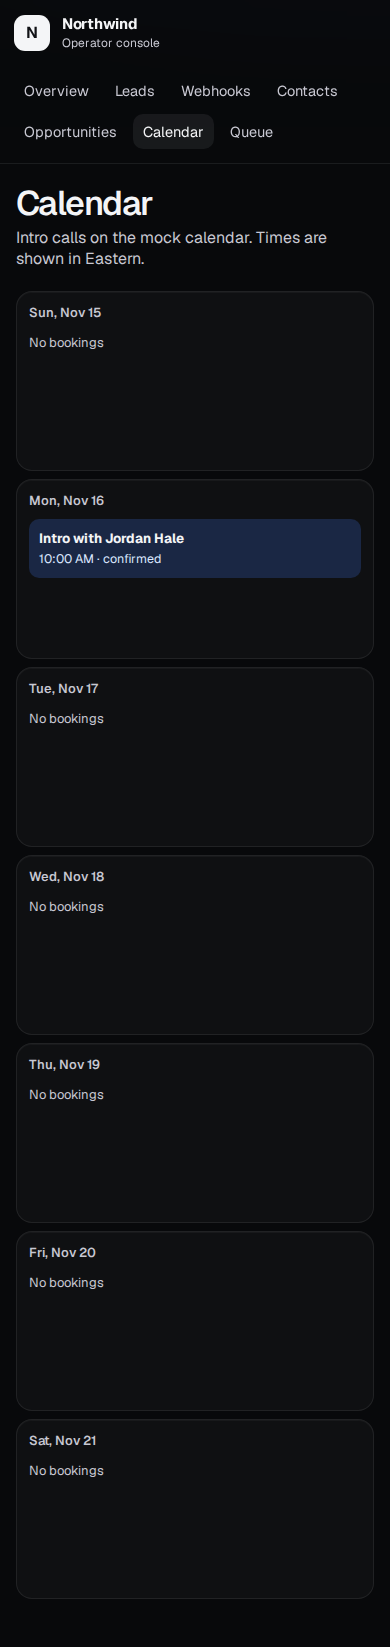 N
Northwind
Operator console
Overview Leads Webhooks Contacts
Opportunities Calendar Queue
Calendar
Intro calls on the mock calendar. Times are
shown in Eastern.
Sun, Nov 15
No bookings
Mon, Nov 16
Intro with Jordan Hale
10:00 AM · confirmed
Tue, Nov 17
No bookings
Wed, Nov 18
No bookings
Thu, Nov 19
No bookings
Fri, Nov 20
No bookings
Sat, Nov 21
No bookings